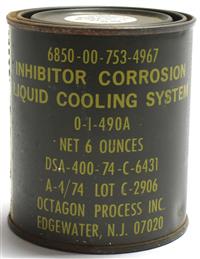 6850-00-753-4967
INHIBITOR CORROSION
LIQUID COOLING SYSTEM
O-I-490A
NET 6 OUNCES
DSA-400-74-C-6431
A-1/74 LOT C-2906
OCTAGON PROCESS INC.
EDGEWATER, N.J. 07020